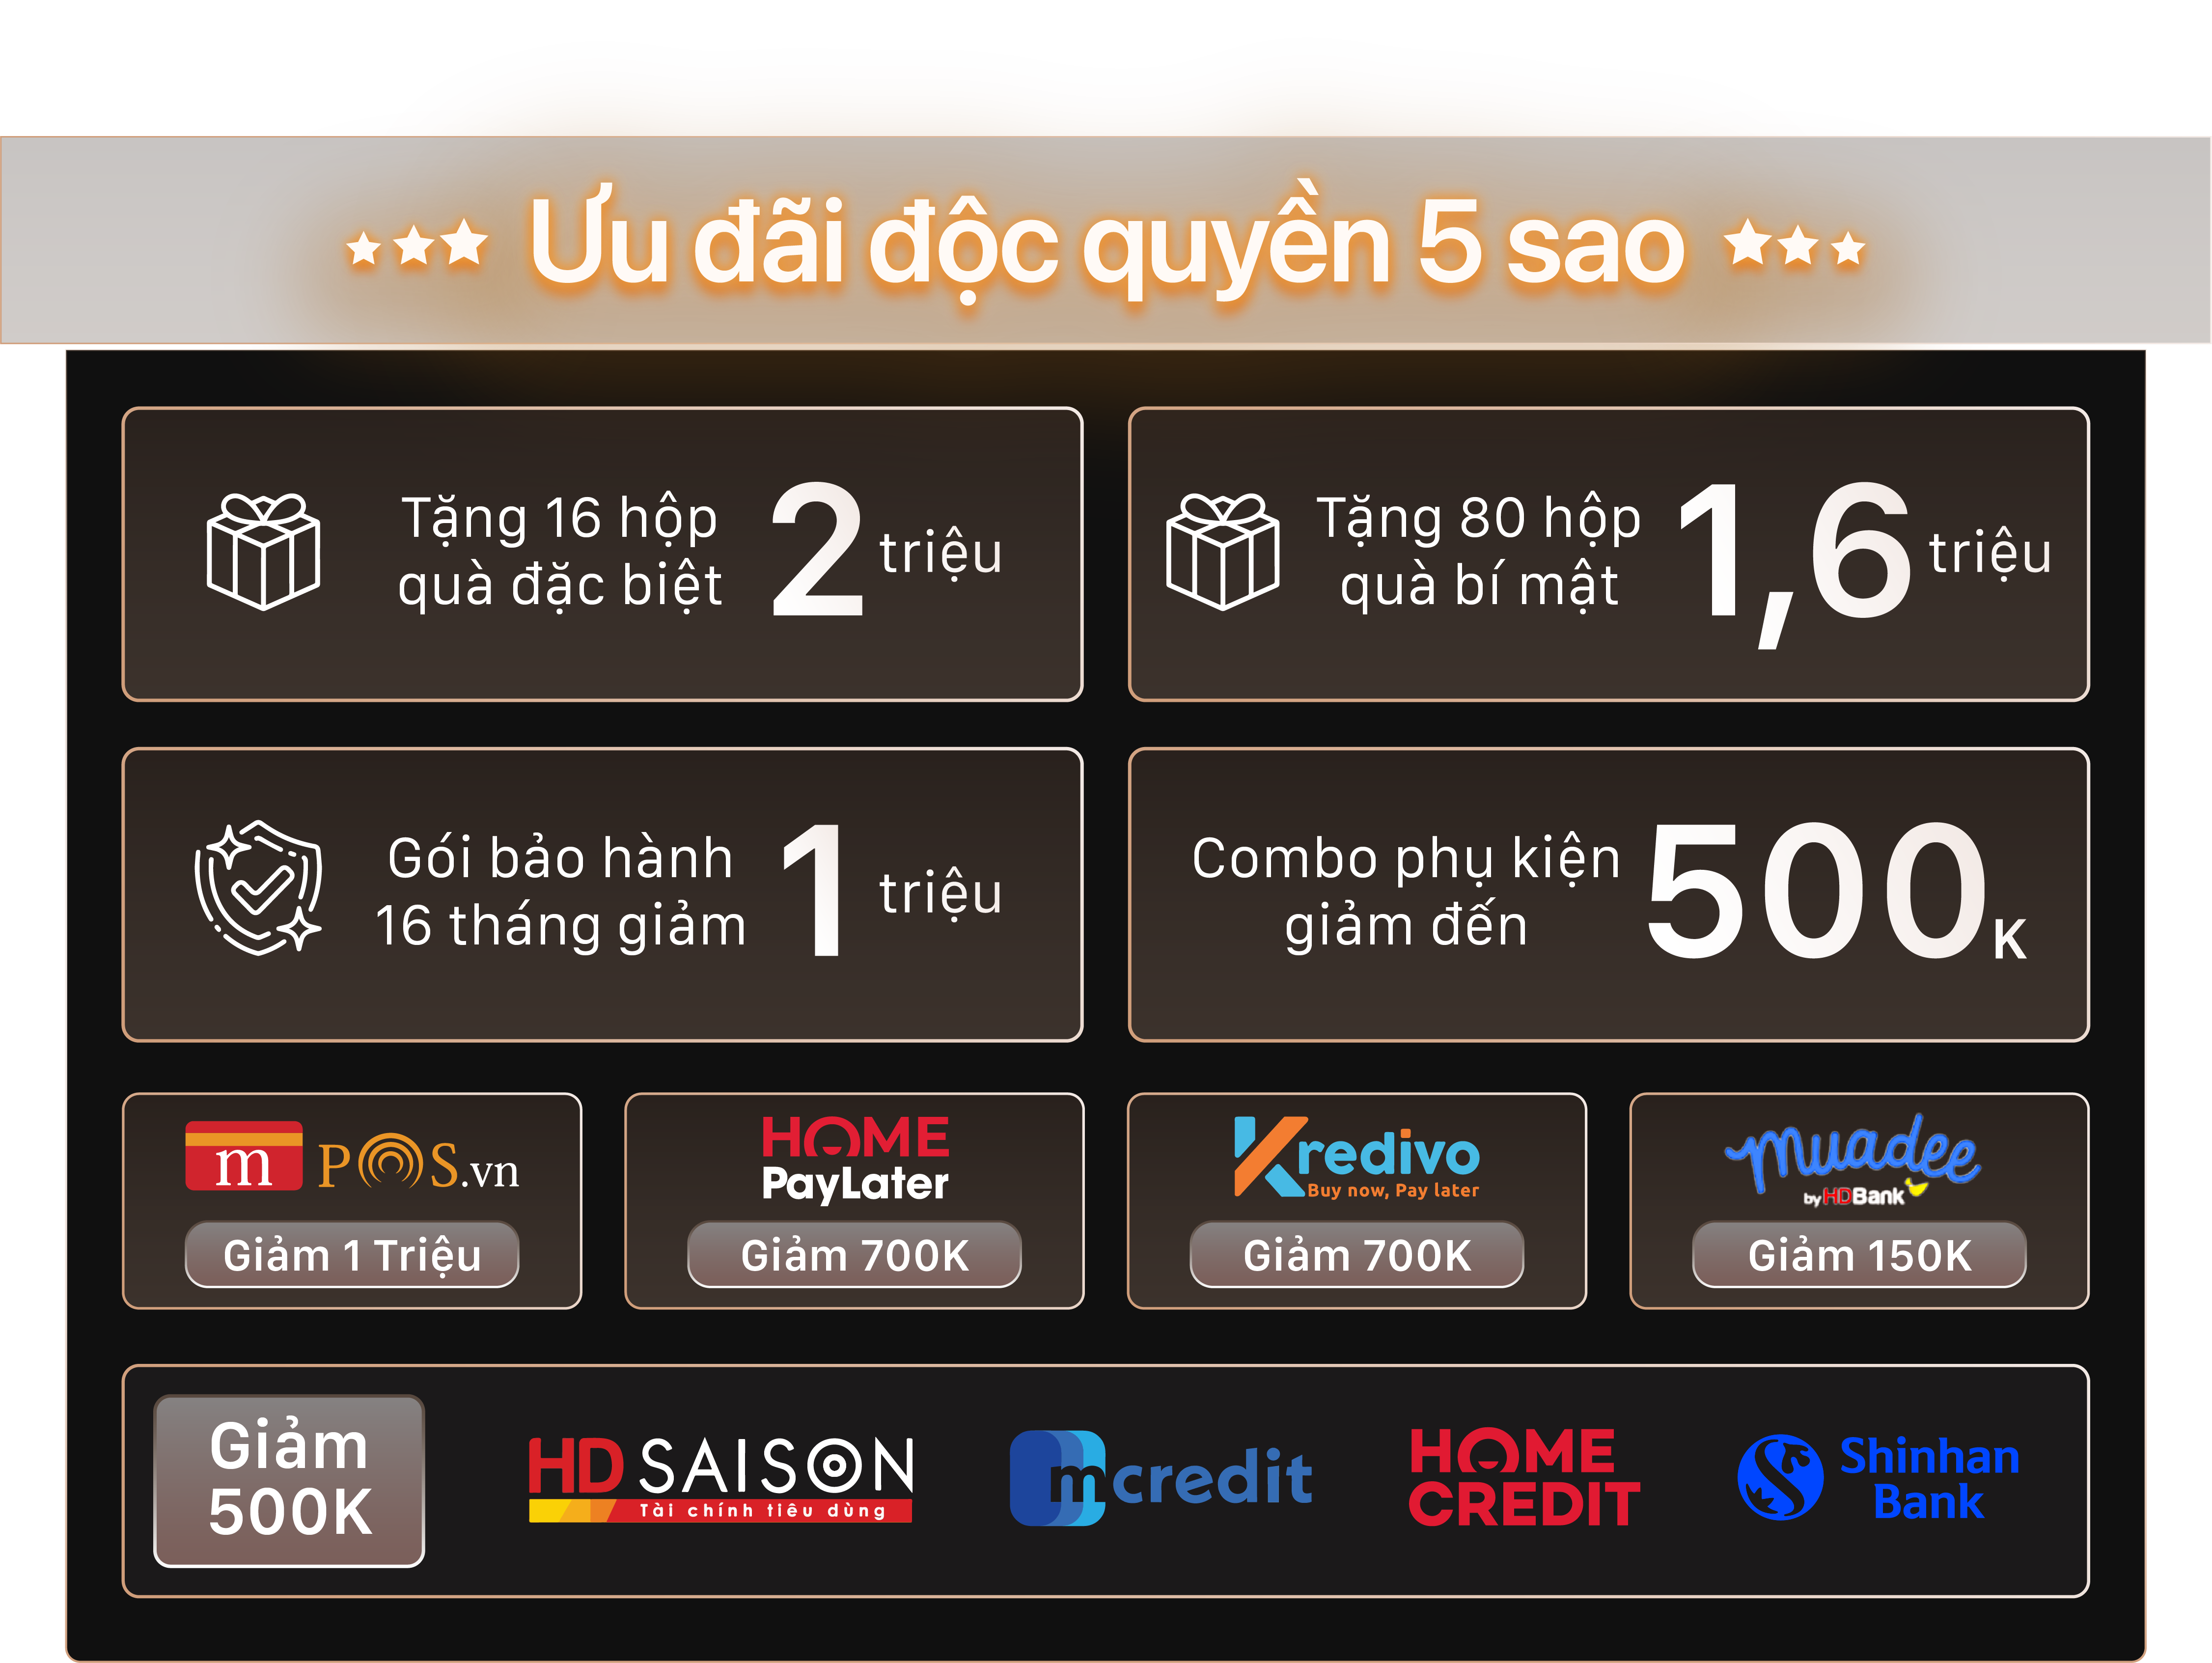 Ưu đãi độc quyền 5 sao
Tặng 16 hộp
quà đặc biệt
2 triệu
Tặng 80 hộp
quà bí mật
1,6 triệu
Gói bảo hành
16 tháng giảm
1 triệu
Combo phụ kiện
giảm đến
500K
mPOS.vn
Giảm 1 Triệu
HOME
PayLater
Giảm 700K
Kredivo
Buy now, Pay later
Giảm 700K
muadee
by HDBank
Giảm 150K
Giảm
500K
HD SAISON
Tài chính tiêu dùng
mcredit
HOME
CREDIT
Shinhan
Bank